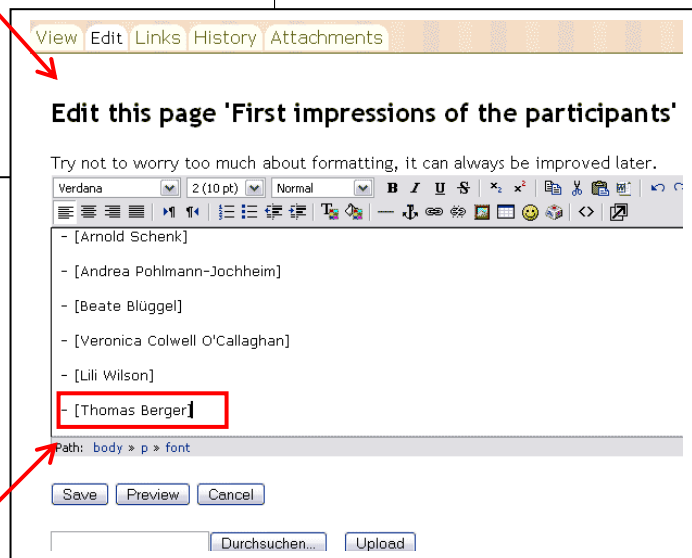 View Edit Links History Attachments
Edit this page 'First impressions of the participants'
Try not to worry too much about formatting, it can always be improved later.
Verdana 2 (10 pt) Normal B I U S ×₂ ×²
- [Arnold Schenk]
- [Andrea Pohlmann-Jochheim]
- [Beate Blüggel]
- [Veronica Colwell O'Callaghan]
- [Lili Wilson]
- [Thomas Berger]
Path: body » p » font
Save Preview Cancel
Durchsuchen... Upload